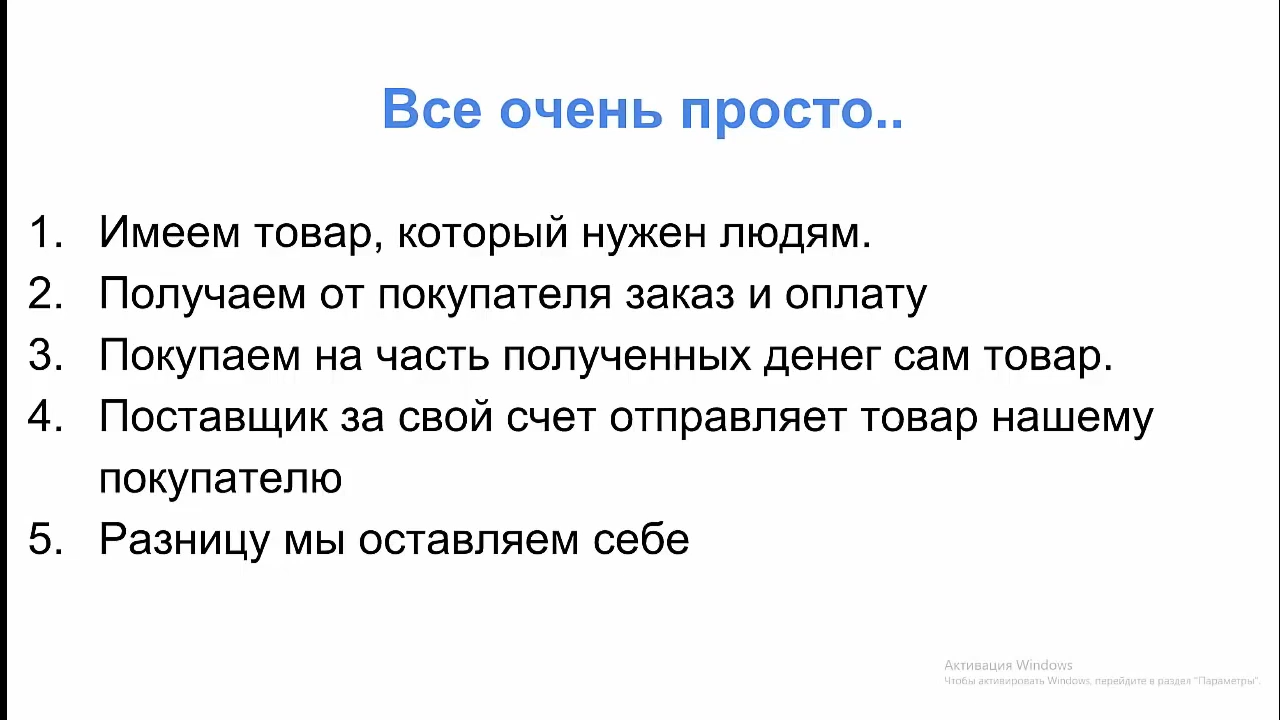 Все очень просто..
1. Имеем товар, который нужен людям.
2. Получаем от покупателя заказ и оплату
3. Покупаем на часть полученных денег сам товар.
4. Поставщик за свой счет отправляет товар нашему
покупателю
5. Разницу мы оставляем себе
Активация Windows
Чтобы активировать Windows, перейдите в раздел "Параметры".